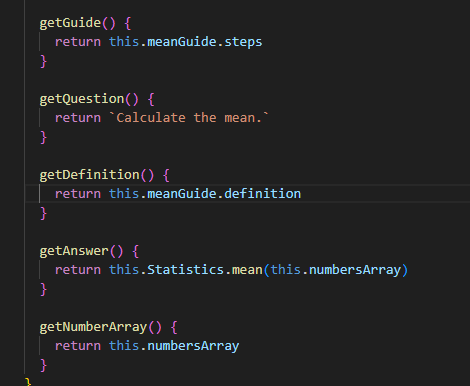 getGuide() {
return this.meanGuide.steps
}
getQuestion() {
return `Calculate the mean.`
}
getDefinition() {
return this.meanGuide.definition
}
getAnswer() {
return this.Statistics.mean(this.numbersArray)
}
getNumberArray() {
return this.numbersArray
}
}